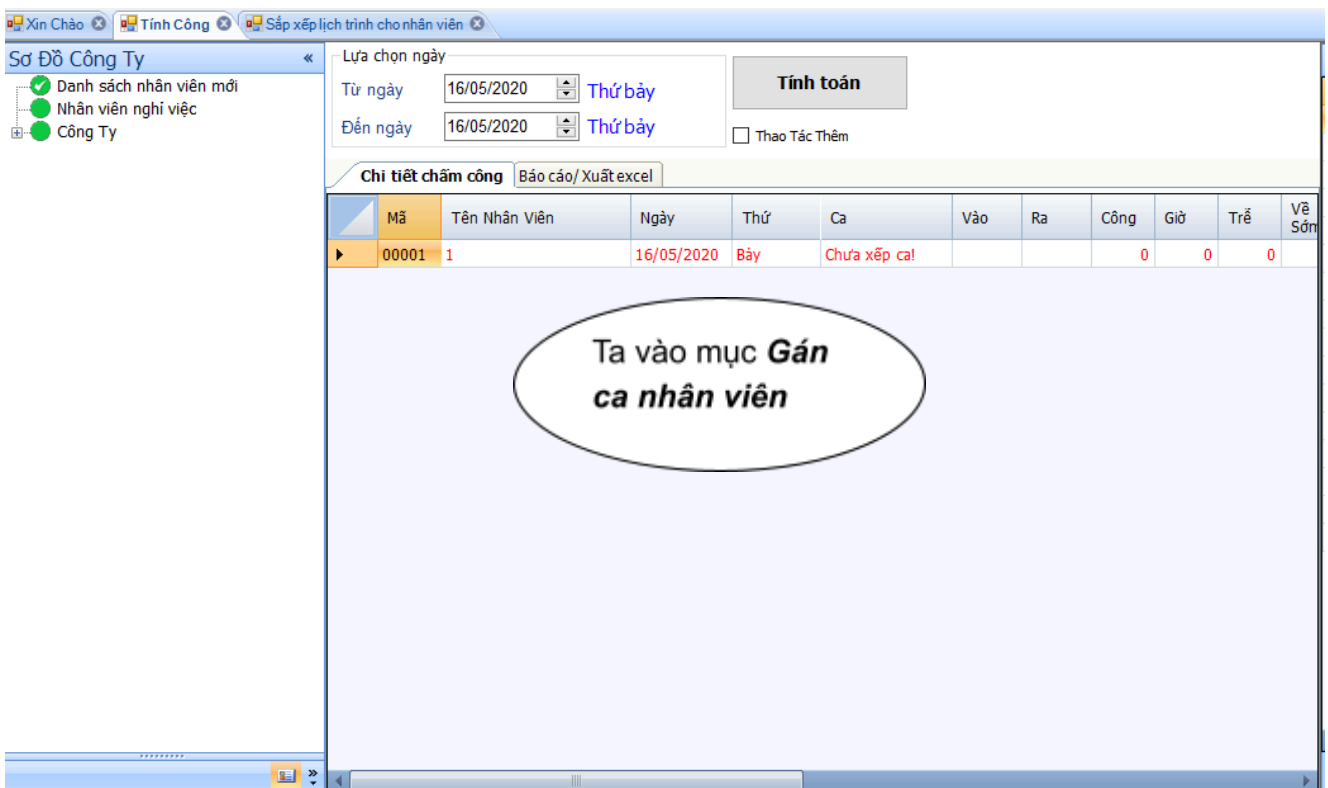 Xin Chào Tính Công Sắp xếp lịch trình cho nhân viên
Sơ Đồ Công Ty «
Danh sách nhân viên mới
Nhân viên nghỉ việc
Công Ty
Lựa chọn ngày
Từ ngày 16/05/2020 Thứ bảy
Đến ngày 16/05/2020 Thứ bảy
Tính toán
Thao Tác Thêm
Chi tiết chấm công Báo cáo/ Xuất excel
Mã Tên Nhân Viên Ngày Thứ Ca Vào Ra Công Giờ Trễ Về Sớm
00001 1 16/05/2020 Bảy Chưa xếp ca! 0 0 0
Ta vào mục Gán
ca nhân viên